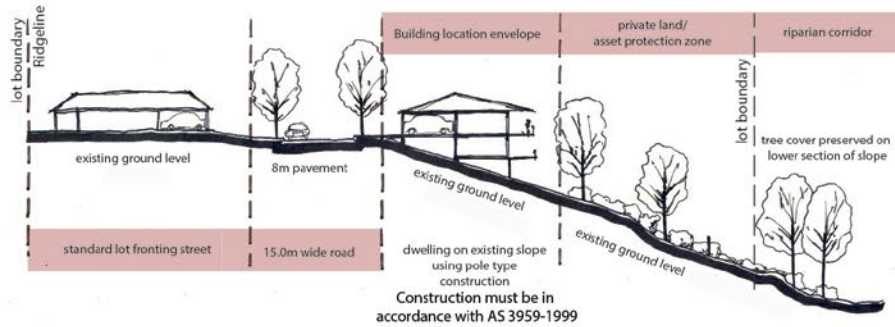 lot boundary
Ridgeline
Building location envelope
private land/
asset protection zone
riparian corridor
lot boundary
tree cover preserved on
lower section of slope
existing ground level
8m pavement
existing ground level
existing ground level
standard lot fronting street
15.0m wide road
dwelling on existing slope
using pole type
construction
Construction must be in
accordance with AS 3959-1999